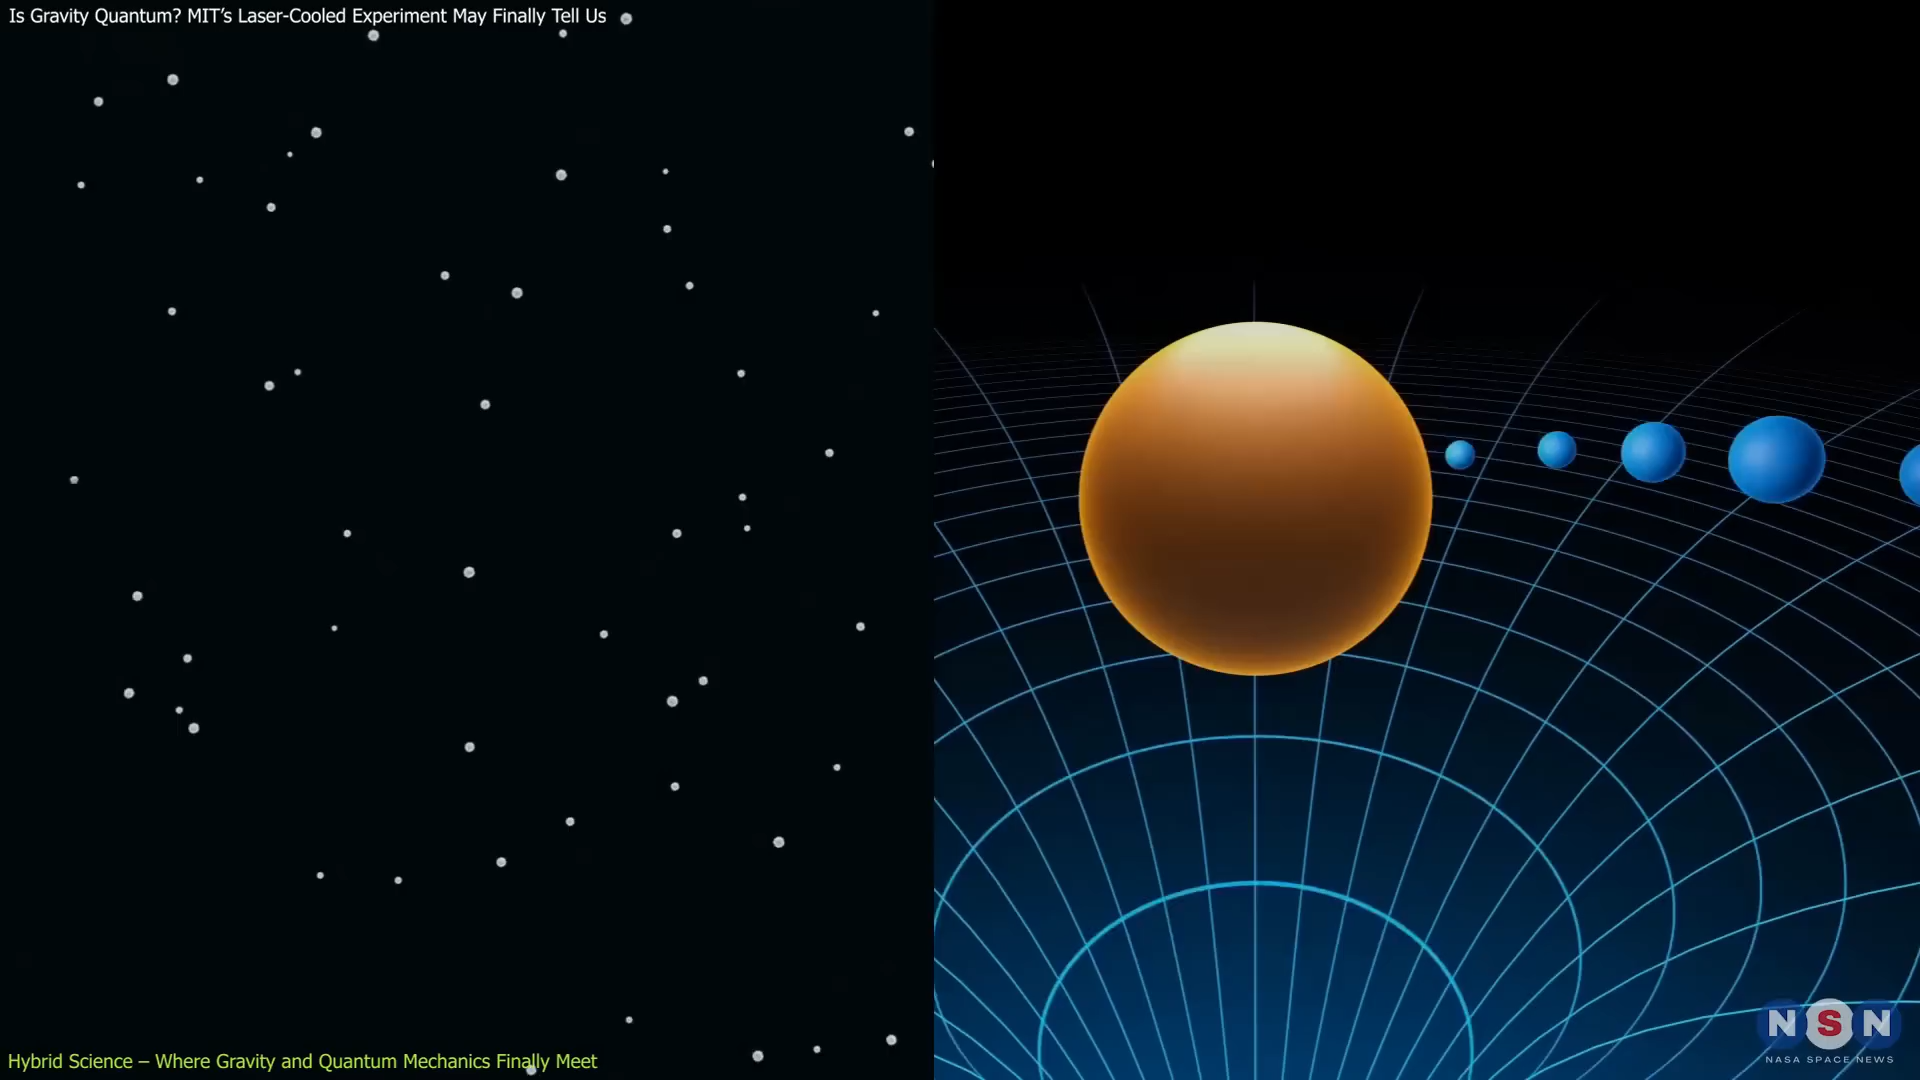 Is Gravity Quantum? MIT’s Laser-Cooled Experiment May Finally Tell Us
Hybrid Science – Where Gravity and Quantum Mechanics Finally Meet
NSN
NASA SPACE NEWS